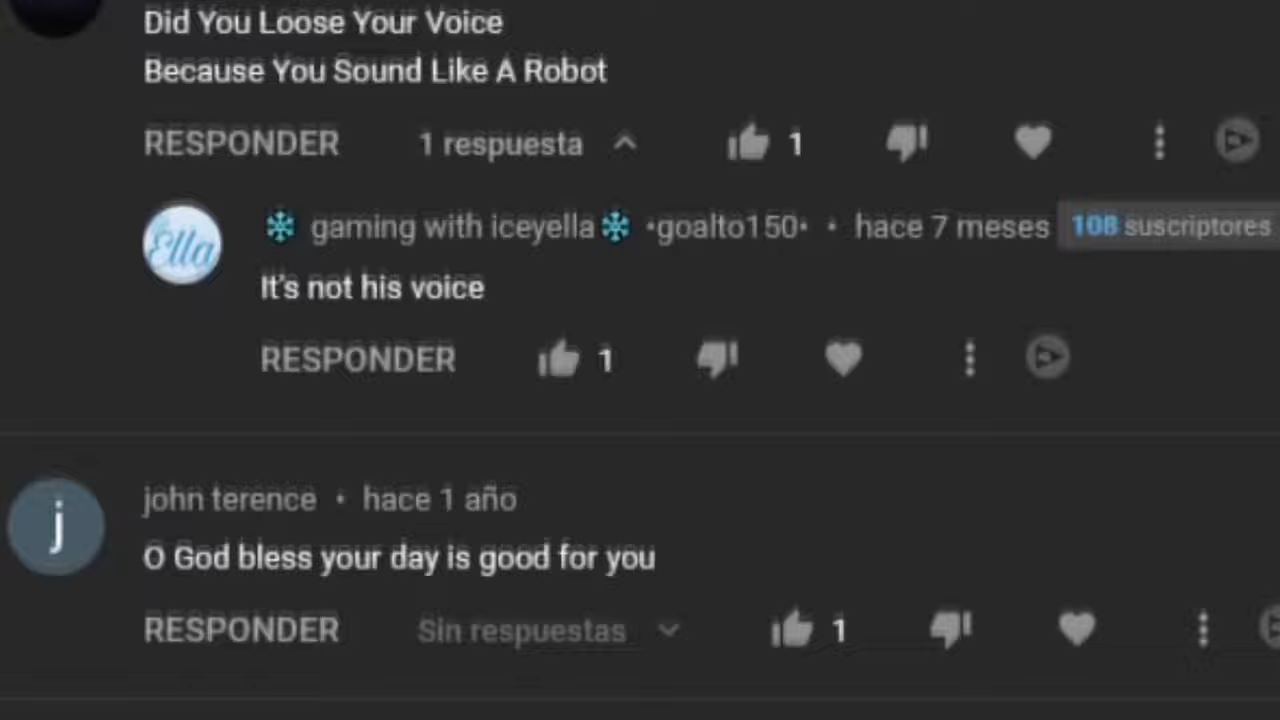 Did You Loose Your Voice
Because You Sound Like A Robot
RESPONDER 1 respuesta 1
Ella
gaming with iceyella •goalto150• • hace 7 meses 108 suscriptores
It's not his voice
RESPONDER 1
j
john terence • hace 1 año
O God bless your day is good for you
RESPONDER Sin respuestas 1